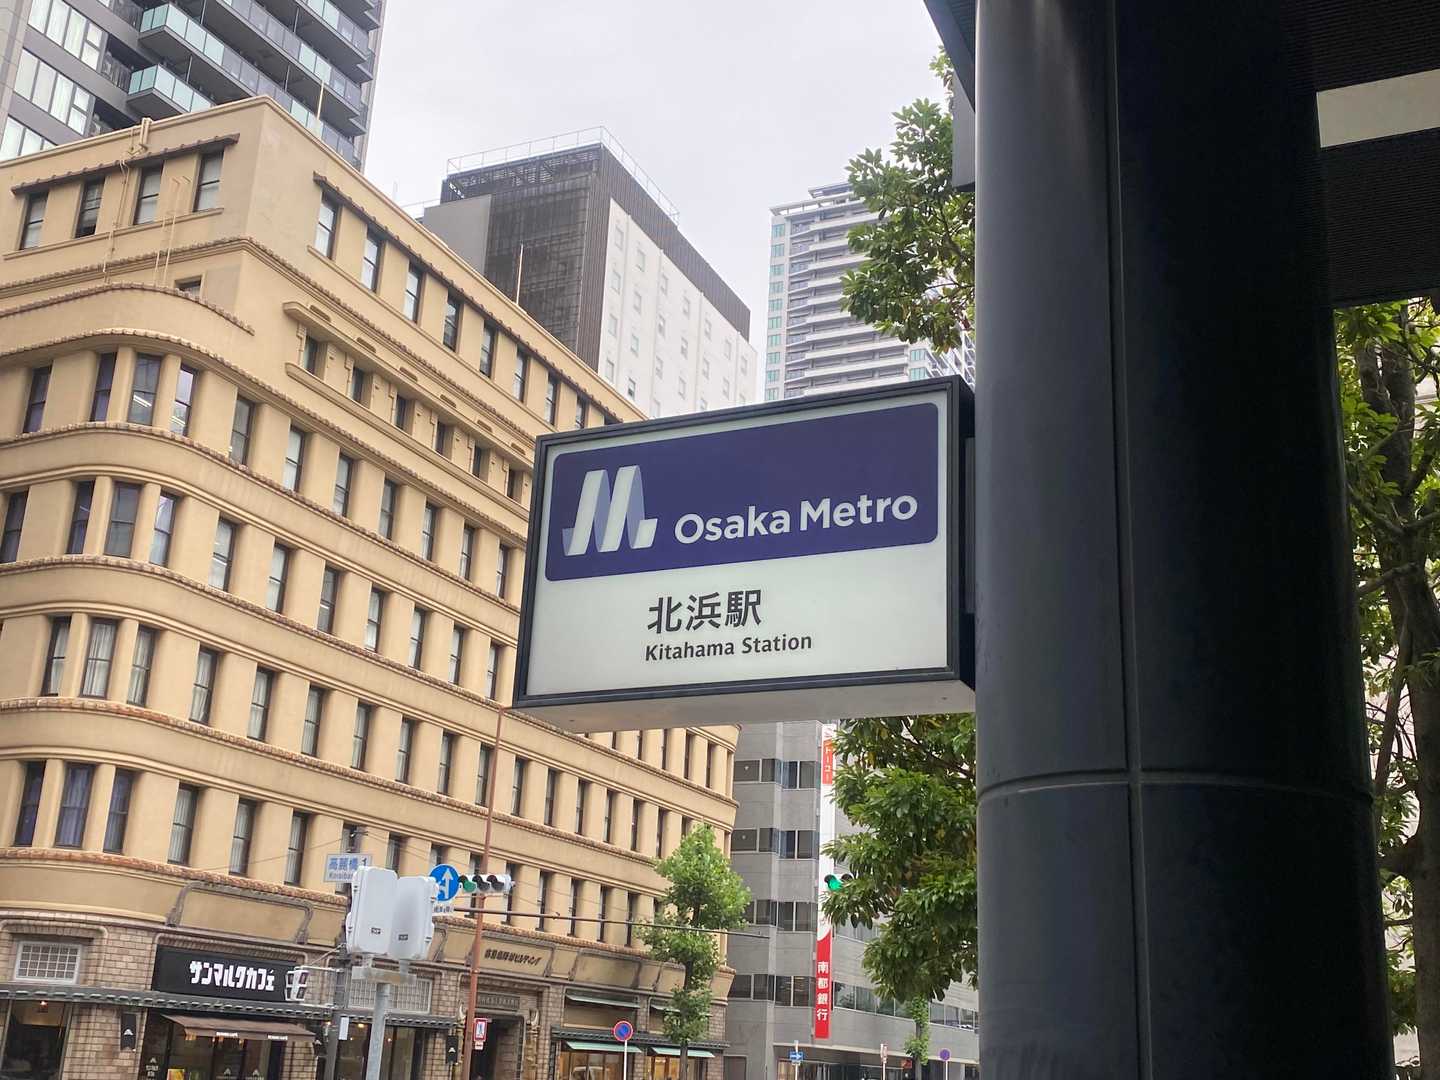 Osaka Metro
北浜駅
Kitahama Station
高麗橋 1
サンマルクカフェ
南都銀行